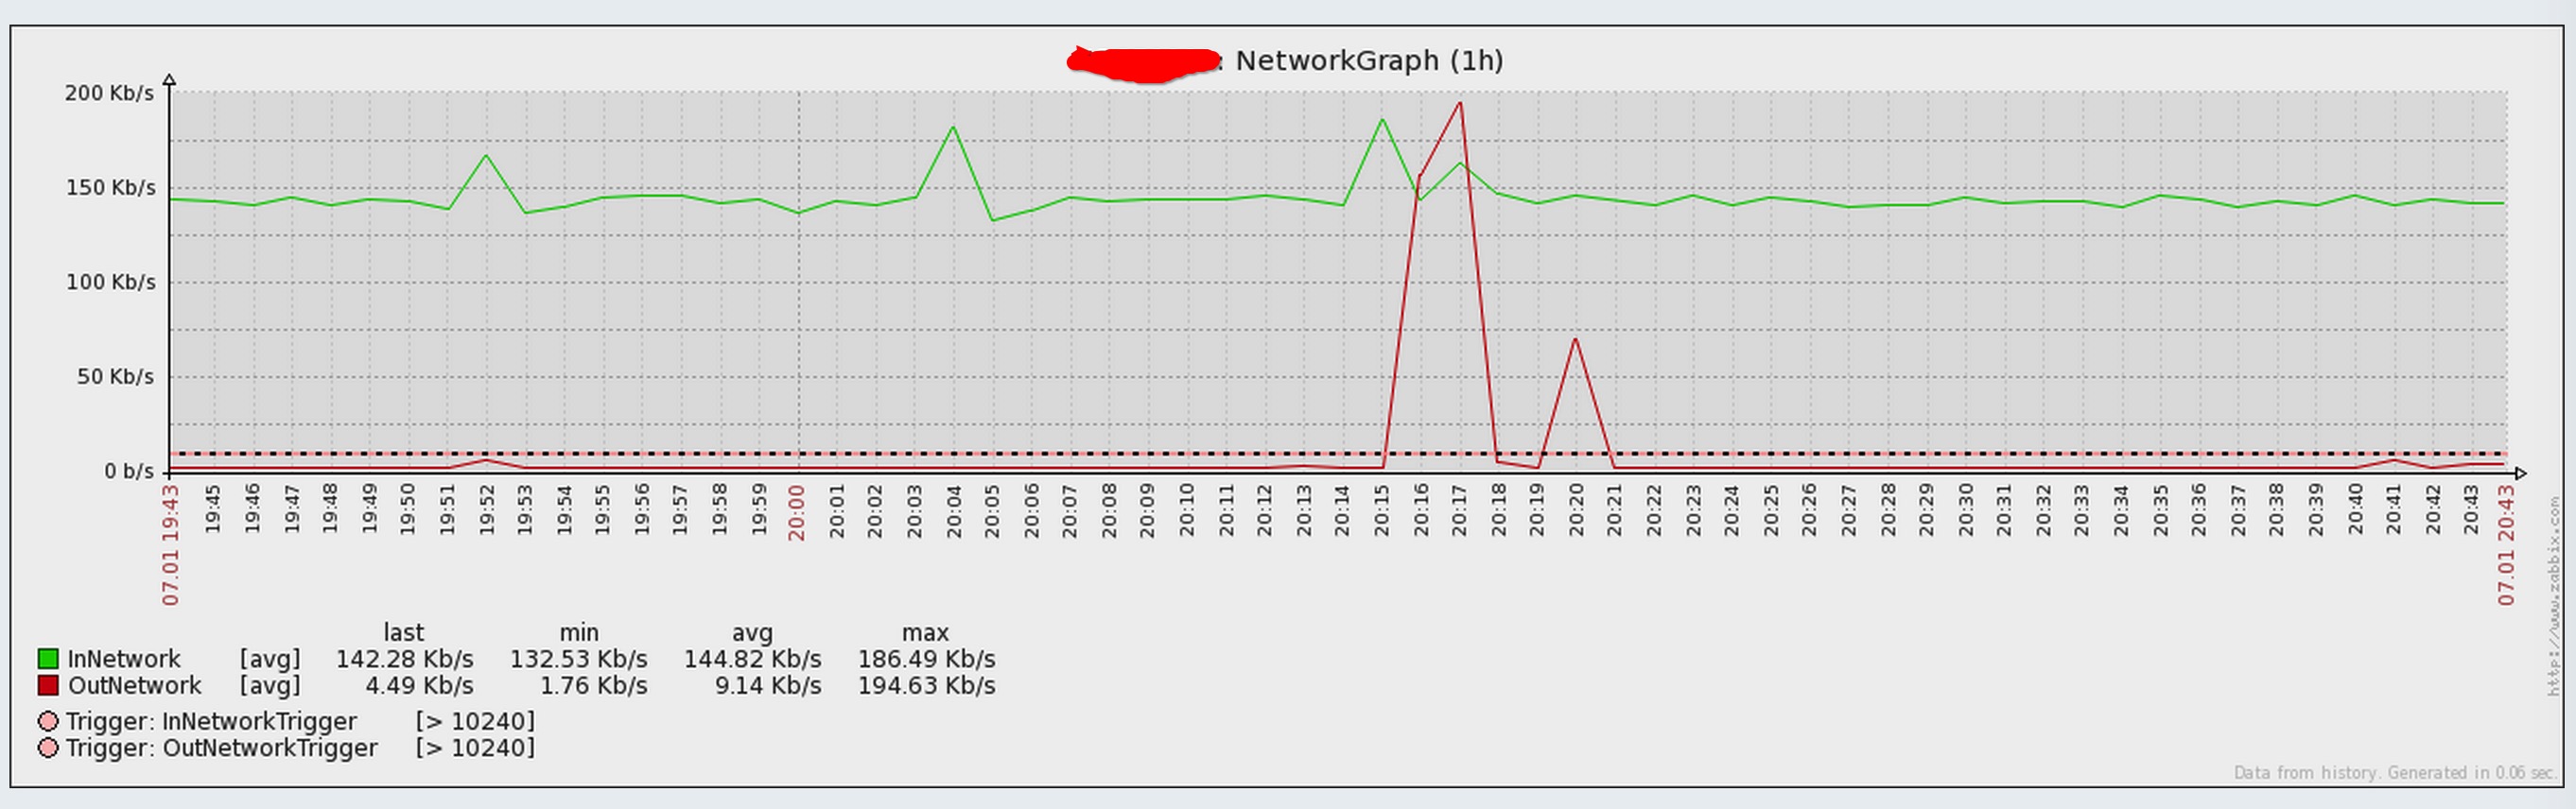 : NetworkGraph (1h)
200 Kb/s
150 Kb/s
100 Kb/s
50 Kb/s
0 b/s
07.01 19:43 19:45 19:46 19:47 19:48 19:49 19:50 19:51 19:52 19:53 19:54 19:55 19:56 19:57 19:58 19:59 20:00 20:01 20:02 20:03 20:04 20:05 20:06 20:07 20:08 20:09 20:10 20:11 20:12 20:13 20:14 20:15 20:16 20:17 20:18 20:19 20:20 20:21 20:22 20:23 20:24 20:25 20:26 20:27 20:28 20:29 20:30 20:31 20:32 20:33 20:34 20:35 20:36 20:37 20:38 20:39 20:40 20:41 20:42 20:43 07.01 20:43
http://www.zabbix.com
last min avg max
InNetwork [avg] 142.28 Kb/s 132.53 Kb/s 144.82 Kb/s 186.49 Kb/s
OutNetwork [avg] 4.49 Kb/s 1.76 Kb/s 9.14 Kb/s 194.63 Kb/s
Trigger: InNetworkTrigger [> 10240]
Trigger: OutNetworkTrigger [> 10240]
Data from history. Generated in 0.06 sec.